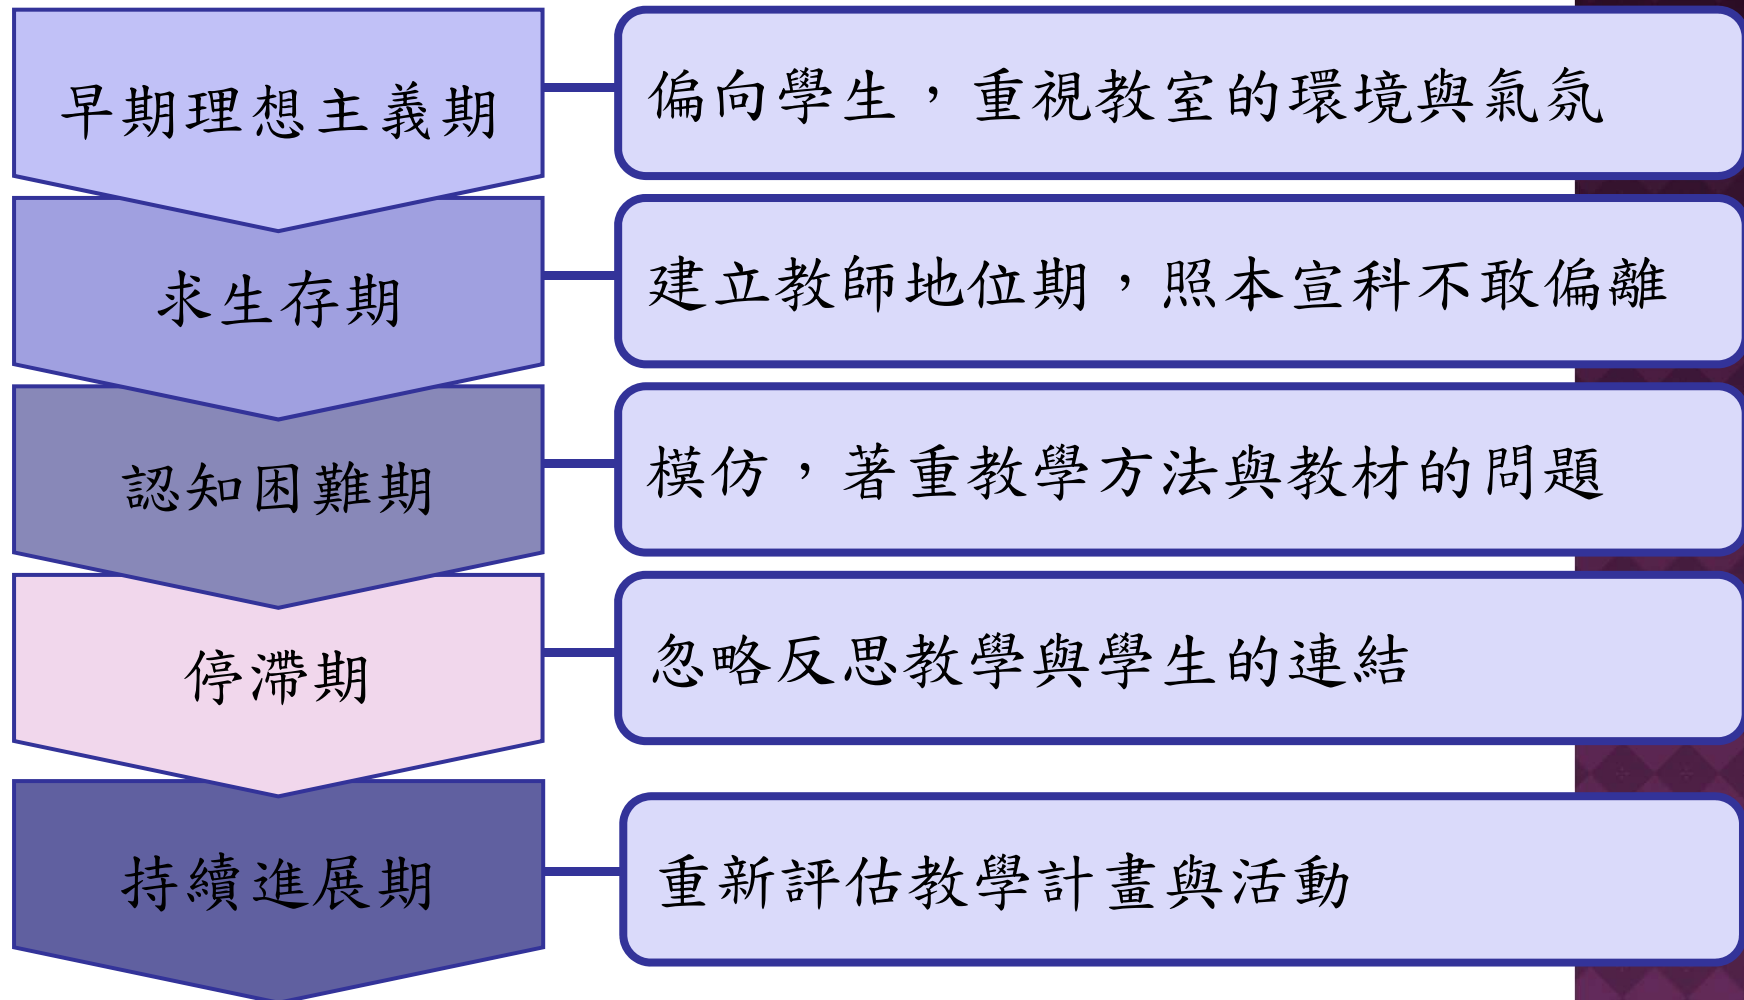 早期理想主義期
偏向學生，重視教室的環境與氣氛
求生存期
建立教師地位期，照本宣科不敢偏離
認知困難期
模仿，著重教學方法與教材的問題
停滯期
忽略反思教學與學生的連結
持續進展期
重新評估教學計畫與活動